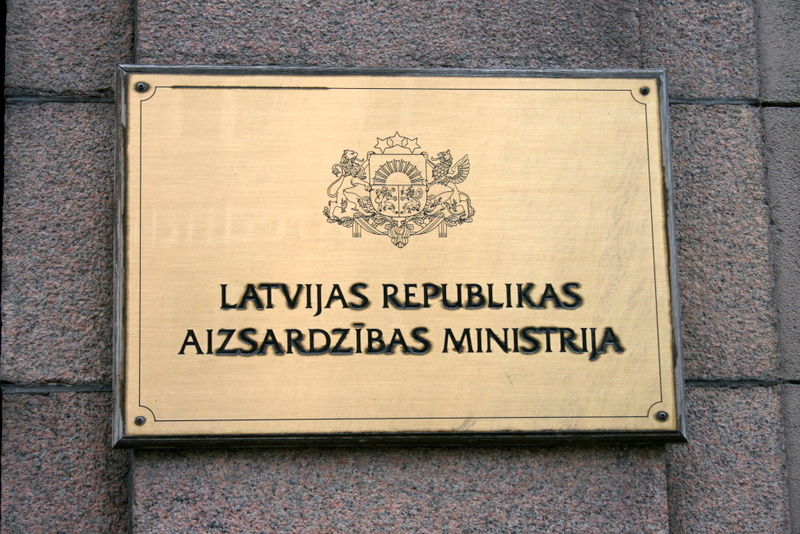 LATVIJAS REPUBLIKAS
AIZSARDZĪBAS MINISTRIJA